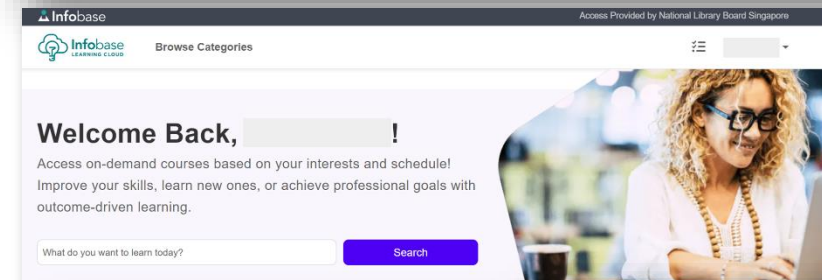 Infobase
Access Provided by National Library Board Singapore
Infobase
LEARNING CLOUD
Browse Categories
Welcome Back, !
Access on-demand courses based on your interests and schedule!
Improve your skills, learn new ones, or achieve professional goals with
outcome-driven learning.
What do you want to learn today?
Search